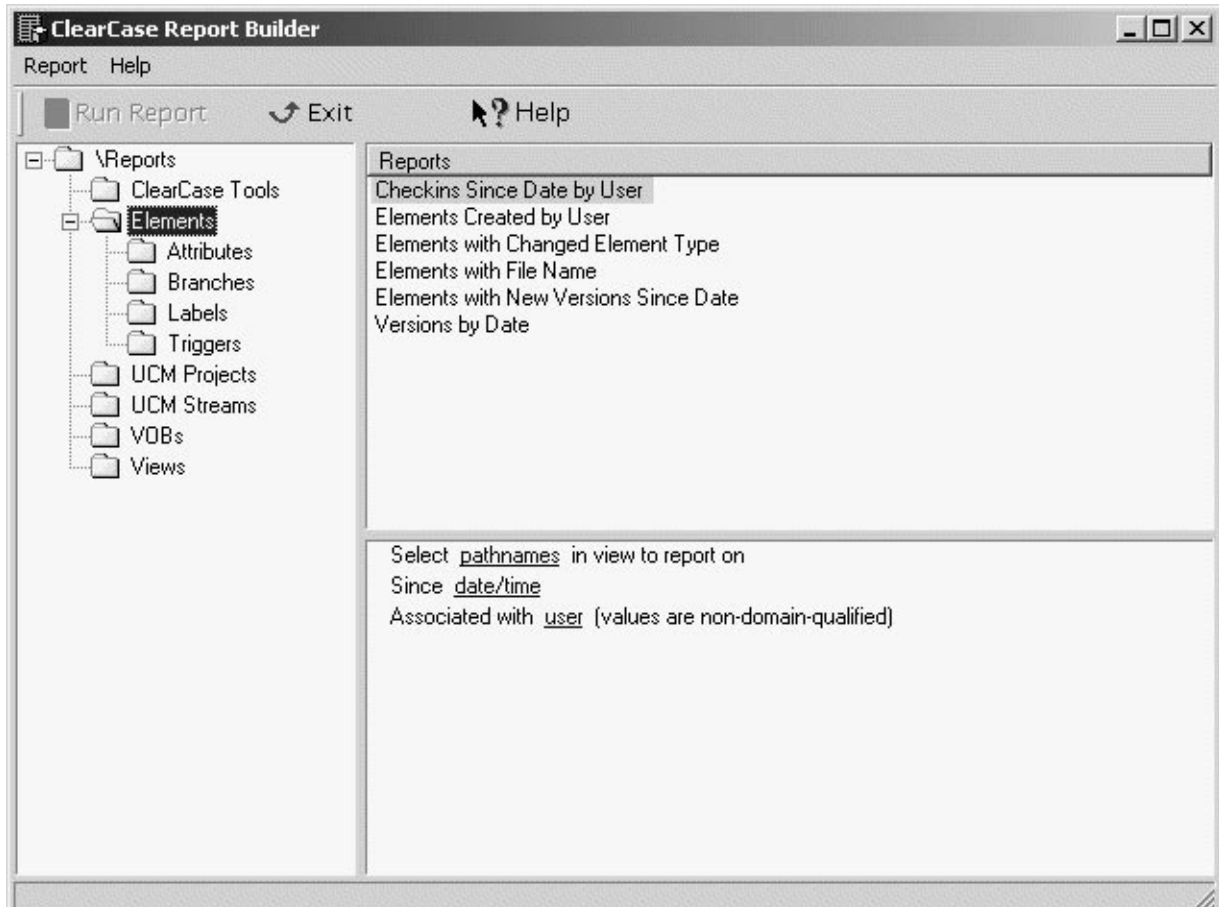 ClearCase Report Builder
Report Help
Run Report Exit Help
\Reports
ClearCase Tools
Elements
Attributes
Branches
Labels
Triggers
UCM Projects
UCM Streams
VOBs
Views
Reports
Checkins Since Date by User
Elements Created by User
Elements with Changed Element Type
Elements with File Name
Elements with New Versions Since Date
Versions by Date
Select pathnames in view to report on
Since date/time
Associated with user (values are non-domain-qualified)